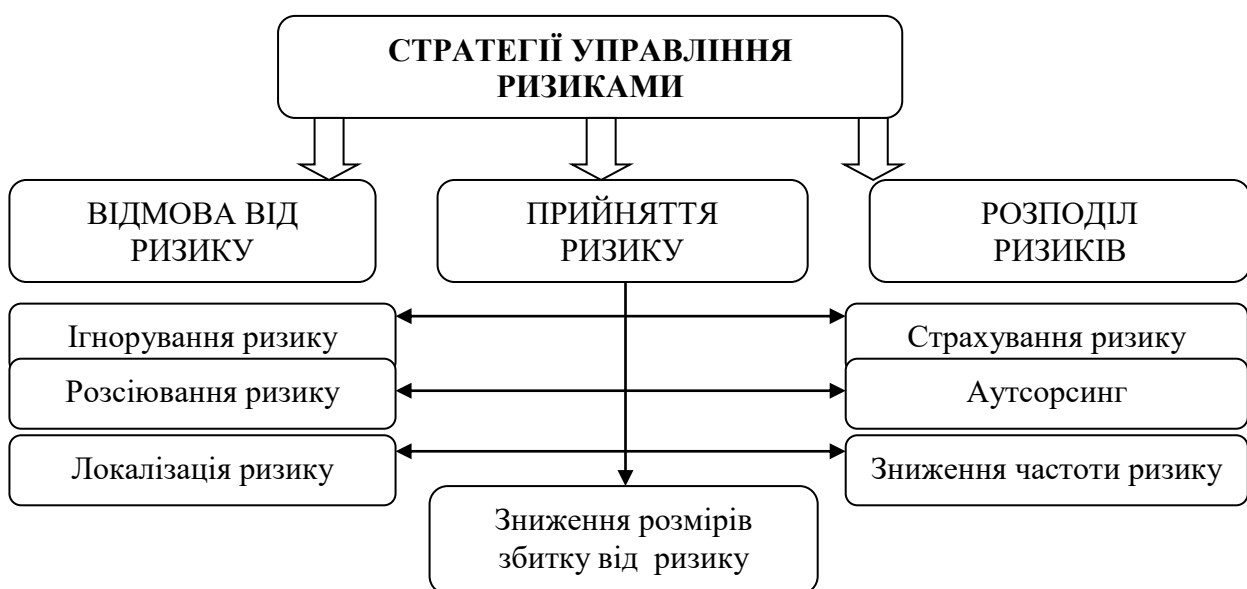 СТРАТЕГІЇ УПРАВЛІННЯ
РИЗИКАМИ
ВІДМОВА ВІД
РИЗИКУ
ПРИЙНЯТТЯ
РИЗИКУ
РОЗПОДІЛ
РИЗИКІВ
Ігнорування ризику
Страхування ризику
Розсіювання ризику
Аутсорсинг
Локалізація ризику
Зниження частоти ризику
Зниження розмірів
збитку від ризику